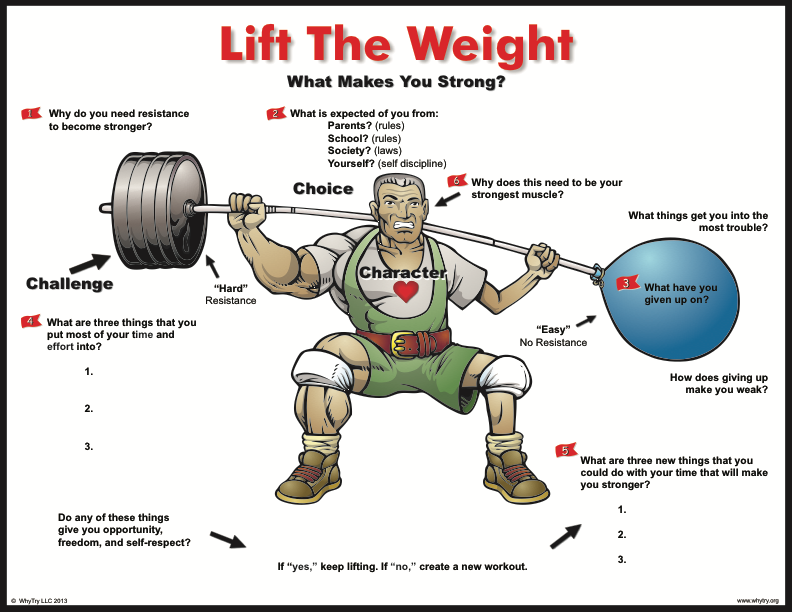 Lift The Weight
What Makes You Strong?
1
Why do you need resistance
to become stronger?
2
What is expected of you from:
Parents? (rules)
School? (rules)
Society? (laws)
Yourself? (self discipline)
Choice
6
Why does this need to be your
strongest muscle?
What things get you into the
most trouble?
Challenge
"Hard"
Resistance
Character
3
What have you
given up on?
"Easy"
No Resistance
4
What are three things that you
put most of your time and
effort into?
1.
2.
3.
How does giving up
make you weak?
5
What are three new things that you
could do with your time that will make
you stronger?
1.
2.
3.
Do any of these things
give you opportunity,
freedom, and self-respect?
If “yes,” keep lifting. If “no,” create a new workout.
© WhyTry LLC 2013
www.whytry.org